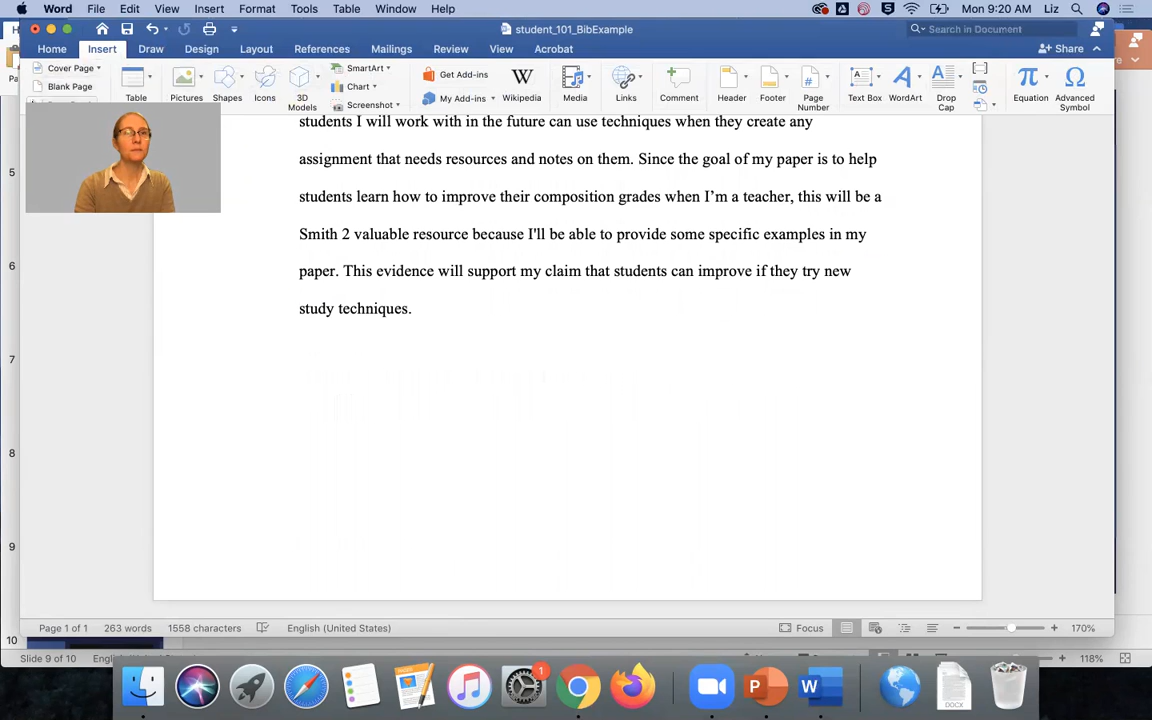 Word File Edit View Insert Format Tools Table Window Help Mon 9:20 AM Liz
student_101_BibExample
Search in Document
Home Insert Draw Design Layout References Mailings Review View Acrobat
Share
Cover Page
Blank Page
Table
Pictures
Shapes
Icons
3D
Models
SmartArt
Chart
Screenshot
Get Add-ins
My Add-ins
Wikipedia
Media
Links
Comment
Header
Footer
Page
Number
Text Box
WordArt
Drop
Cap
Equation
Advanced
Symbol
students I will work with in the future can use techniques when they create any
assignment that needs resources and notes on them. Since the goal of my paper is to help
students learn how to improve their composition grades when I’m a teacher, this will be a
Smith 2 valuable resource because I'll be able to provide some specific examples in my
paper. This evidence will support my claim that students can improve if they try new
study techniques.
5
6
7
8
9
10
Page 1 of 1 263 words 1558 characters English (United States) Focus 170%
Slide 9 of 10 118%
1
DOCX